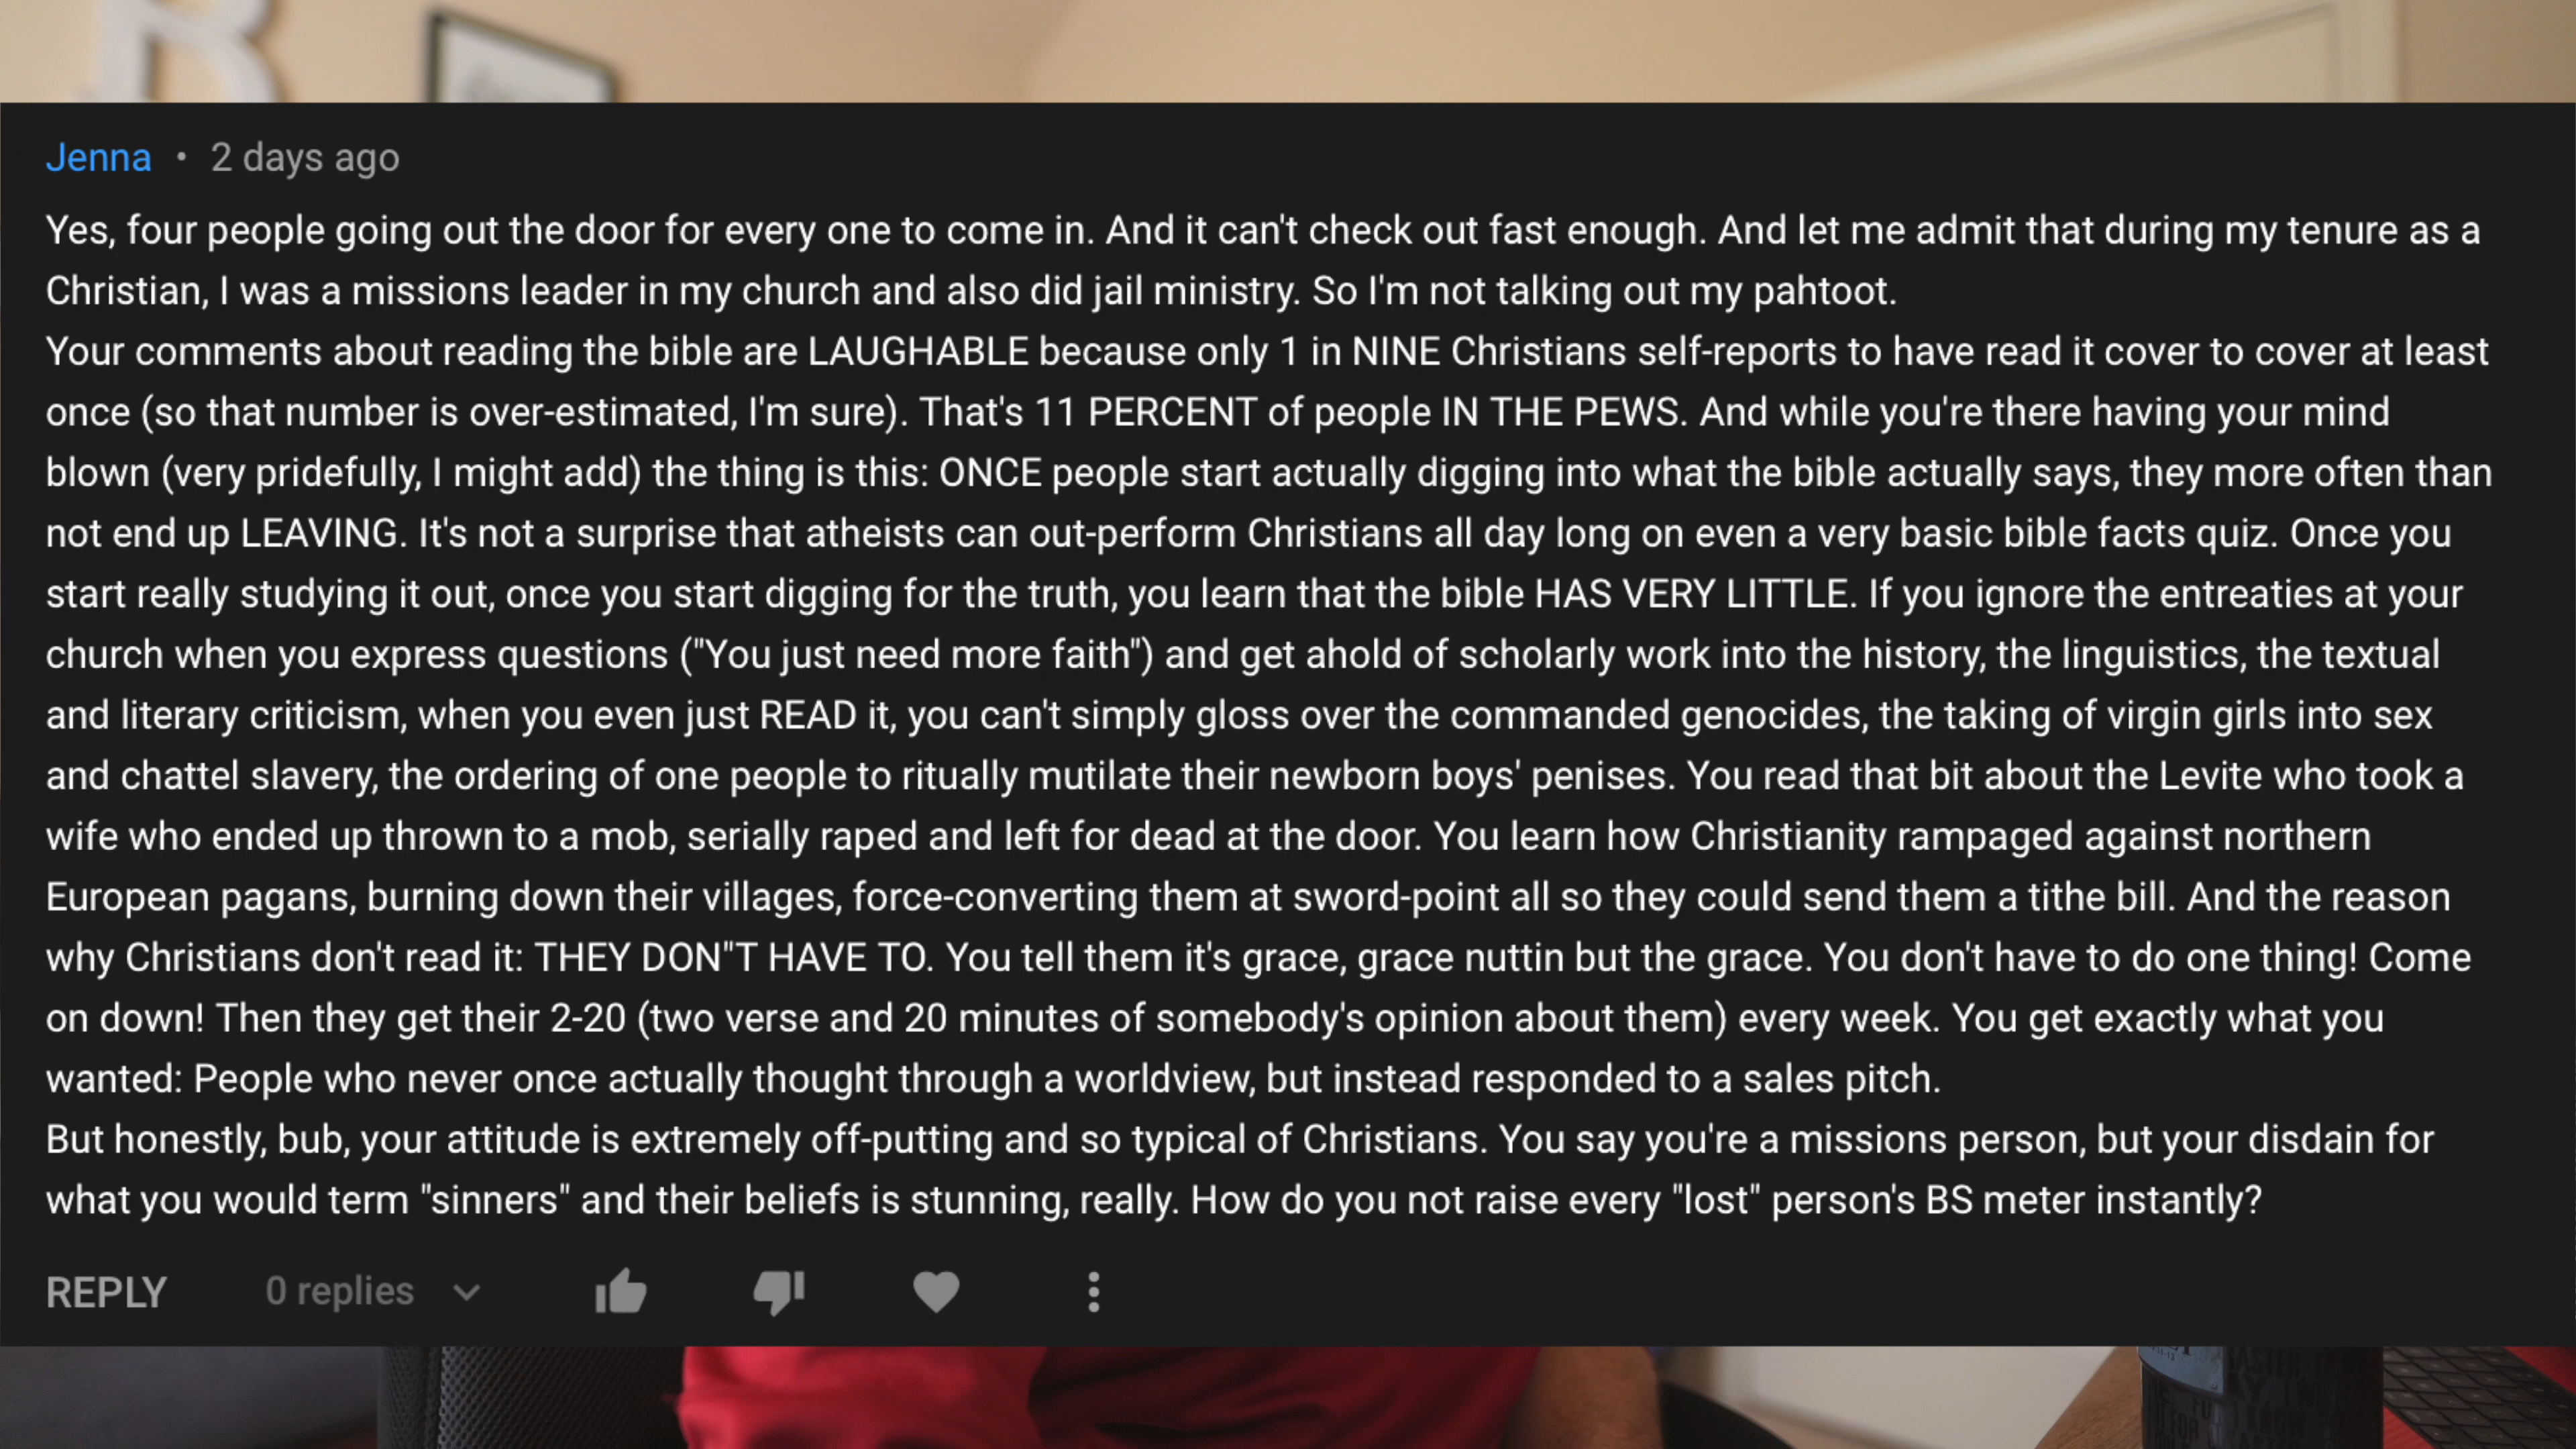 Jenna • 2 days ago
Yes, four people going out the door for every one to come in. And it can't check out fast enough. And let me admit that during my tenure as a
Christian, I was a missions leader in my church and also did jail ministry. So I'm not talking out my pahtoot.
Your comments about reading the bible are LAUGHABLE because only 1 in NINE Christians self-reports to have read it cover to cover at least
once (so that number is over-estimated, I'm sure). That's 11 PERCENT of people IN THE PEWS. And while you're there having your mind
blown (very pridefully, I might add) the thing is this: ONCE people start actually digging into what the bible actually says, they more often than
not end up LEAVING. It's not a surprise that atheists can out-perform Christians all day long on even a very basic bible facts quiz. Once you
start really studying it out, once you start digging for the truth, you learn that the bible HAS VERY LITTLE. If you ignore the entreaties at your
church when you express questions ("You just need more faith") and get ahold of scholarly work into the history, the linguistics, the textual
and literary criticism, when you even just READ it, you can't simply gloss over the commanded genocides, the taking of virgin girls into sex
and chattel slavery, the ordering of one people to ritually mutilate their newborn boys' penises. You read that bit about the Levite who took a
wife who ended up thrown to a mob, serially raped and left for dead at the door. You learn how Christianity rampaged against northern
European pagans, burning down their villages, force-converting them at sword-point all so they could send them a tithe bill. And the reason
why Christians don't read it: THEY DON"T HAVE TO. You tell them it's grace, grace nuttin but the grace. You don't have to do one thing! Come
on down! Then they get their 2-20 (two verse and 20 minutes of somebody's opinion about them) every week. You get exactly what you
wanted: People who never once actually thought through a worldview, but instead responded to a sales pitch.
But honestly, bub, your attitude is extremely off-putting and so typical of Christians. You say you're a missions person, but your disdain for
what you would term "sinners" and their beliefs is stunning, really. How do you not raise every "lost" person's BS meter instantly?
REPLY 0 replies